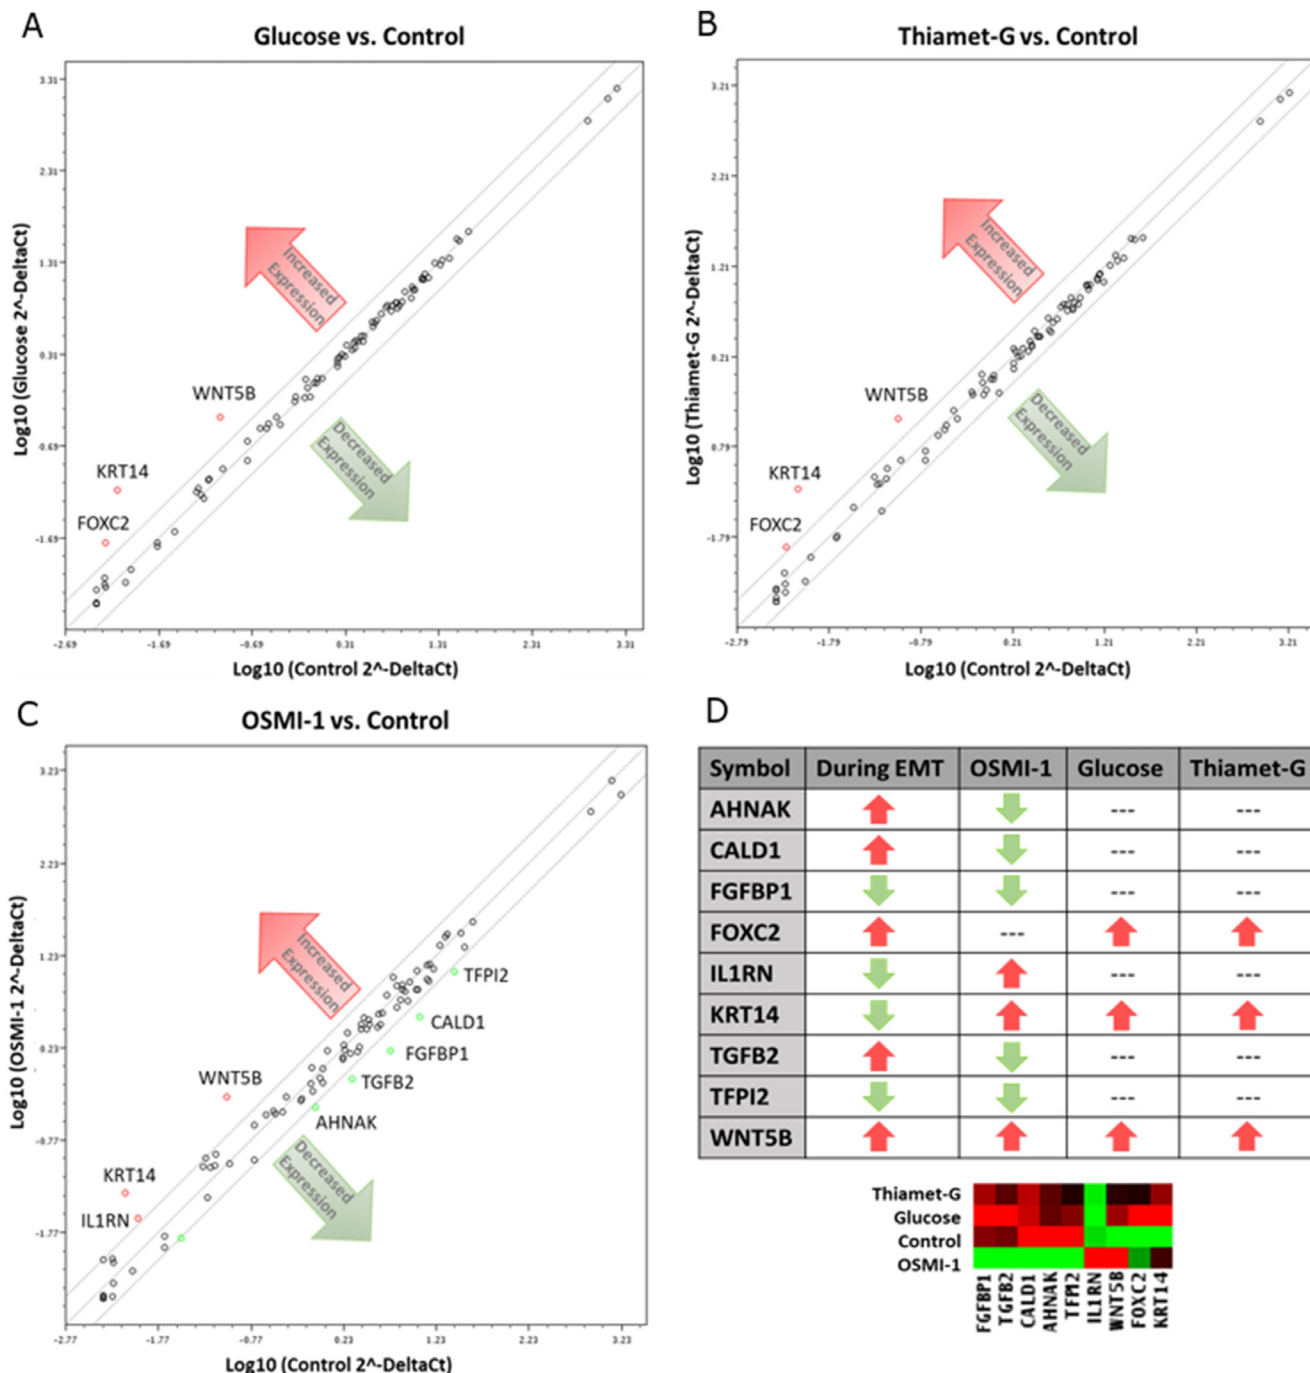 A
Glucose vs. Control
3.31
2.31
1.31
0.31
-0.69
-1.69
Log10 (Glucose 2^-DeltaCt)
Increased
Expression
Decreased
Expression
WNT5B
KRT14
FOXC2
-2.69
-1.69
-0.69
0.31
1.31
2.31
3.31
Log10 (Control 2^-DeltaCt)
B
Thiamet-G vs. Control
3.21
2.21
1.21
0.21
-0.79
-1.79
Log10 (Thiamet-G 2^-DeltaCt)
Increased
Expression
Decreased
Expression
WNT5B
KRT14
FOXC2
-2.79
-1.79
-0.79
0.21
1.21
2.21
3.21
Log10 (Control 2^-DeltaCt)
C
OSMI-1 vs. Control
3.23
2.23
1.23
0.23
-0.77
-1.77
Log10 (OSMI-1 2^-DeltaCt)
Increased
Expression
Decreased
Expression
TFPI2
CALD1
FGFBP1
TGFB2
AHNAK
WNT5B
KRT14
IL1RN
-2.77
-1.77
-0.77
0.23
1.23
2.23
3.23
Log10 (Control 2^-DeltaCt)
D
Symbol During EMT OSMI-1 Glucose Thiamet-G
AHNAK --- ---
CALD1 --- ---
FGFBP1 --- ---
FOXC2 ---
IL1RN --- ---
KRT14
TGFB2 --- ---
TFPI2 --- ---
WNT5B
Thiamet-G
Glucose
Control
OSMI-1
FGFBP1
TGFB2
CALD1
AHNAK
TFPI2
IL1RN
WNT5B
FOXC2
KRT14